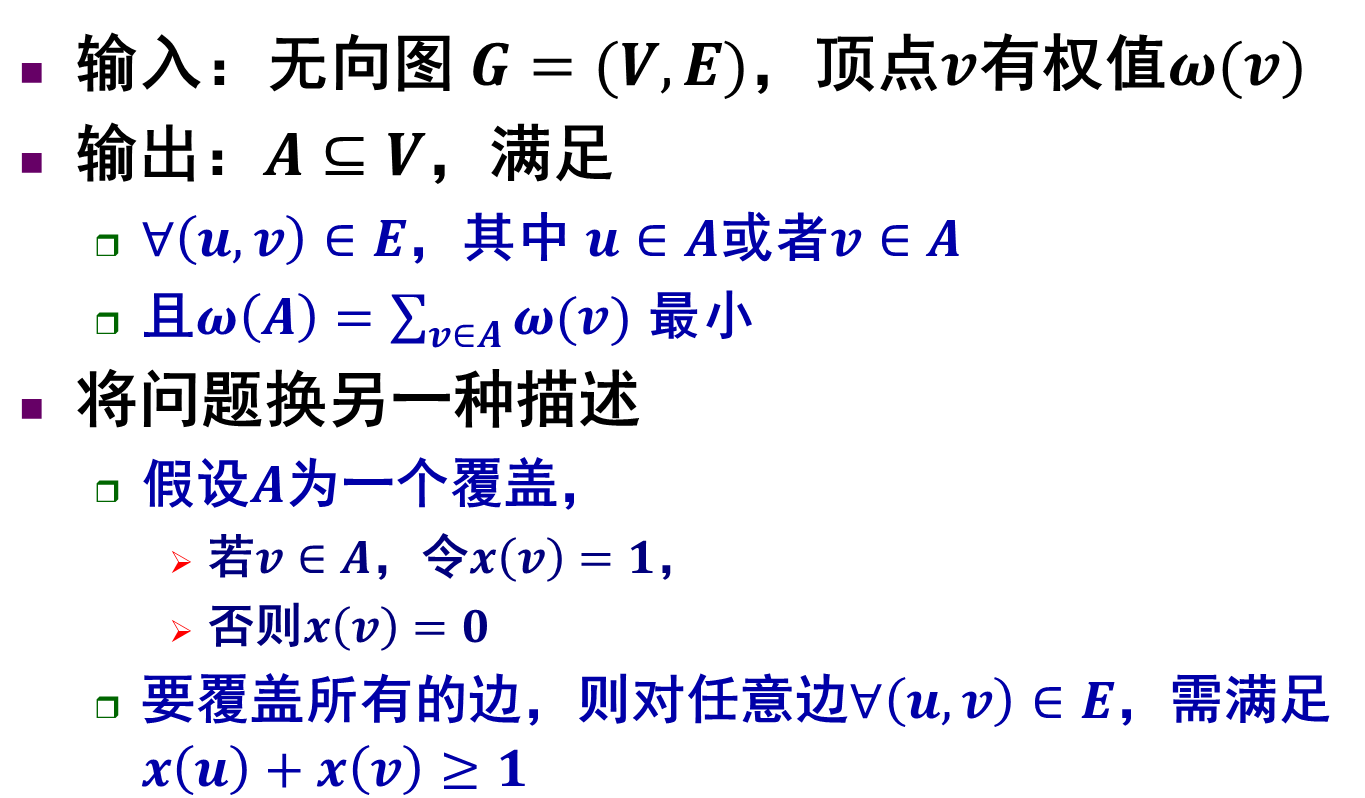 ■ 输入：无向图 G = (V, E)，顶点v有权值ω(v)
■ 输出：A ⊆ V，满足
❒ ∀(u, v) ∈ E，其中 u ∈ A或者v ∈ A
❒ 且ω(A) = ∑_{v∈A} ω(v) 最小
■ 将问题换另一种描述
❒ 假设A为一个覆盖，
➢ 若v ∈ A，令x(v) = 1，
➢ 否则x(v) = 0
❒ 要覆盖所有的边，则对任意边∀(u, v) ∈ E，需满足
x(u) + x(v) ≥ 1